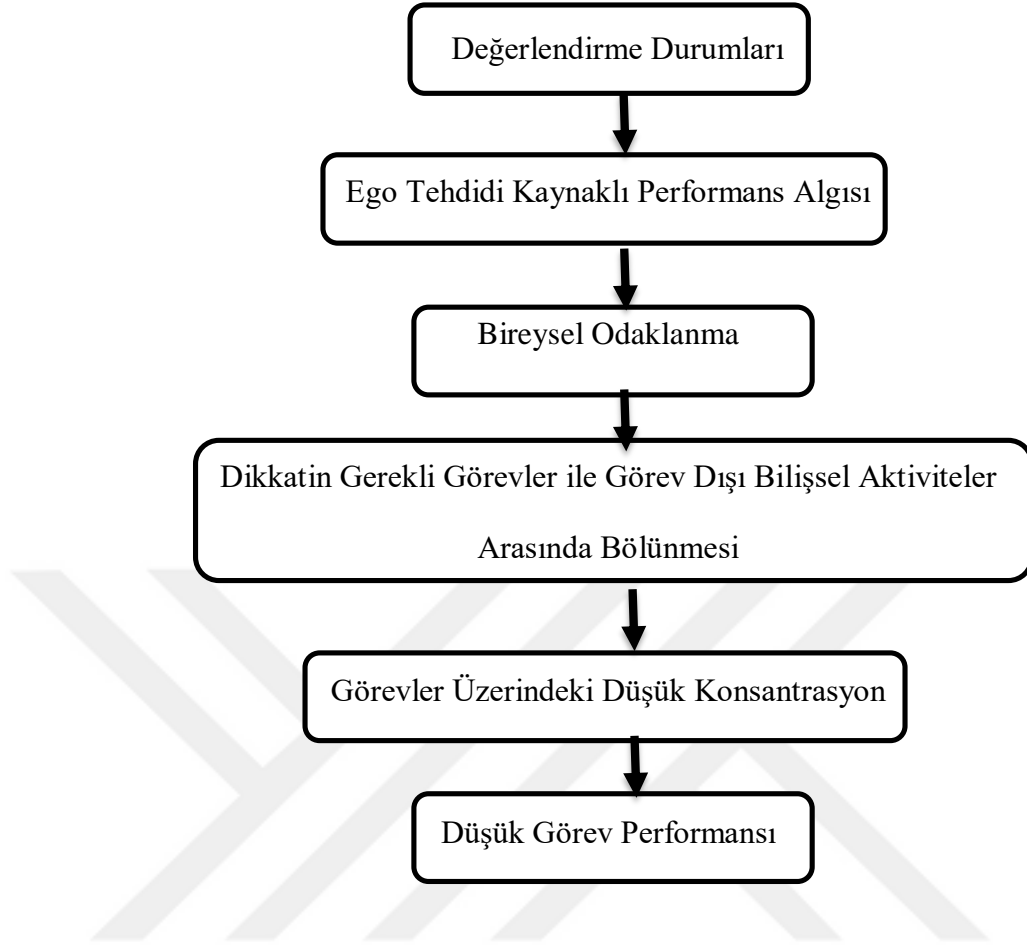 Değerlendirme Durumları
Ego Tehdidi Kaynaklı Performans Algısı
Bireysel Odaklanma
Dikkatin Gerekli Görevler ile Görev Dışı Bilişsel Aktiviteler
Arasında Bölünmesi
Görevler Üzerindeki Düşük Konsantrasyon
Düşük Görev Performansı